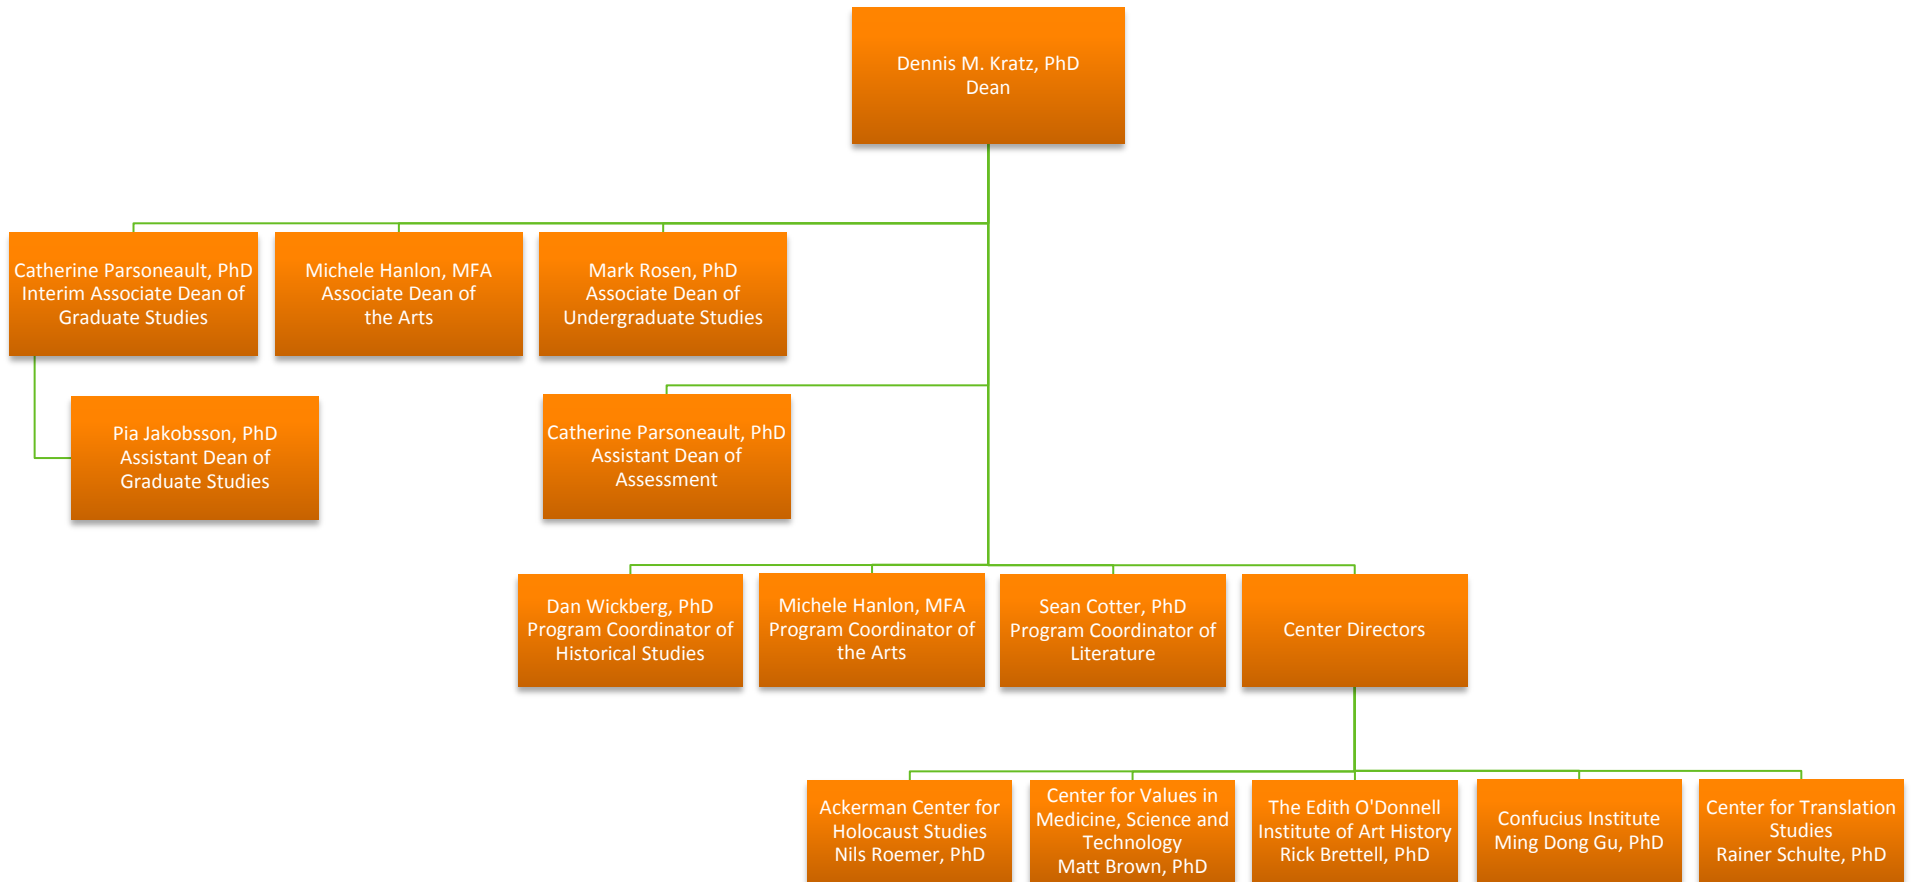 Dennis M. Kratz, PhD
Dean
Catherine Parsoneault, PhD
Interim Associate Dean of
Graduate Studies
Michele Hanlon, MFA
Associate Dean of
the Arts
Mark Rosen, PhD
Associate Dean of
Undergraduate Studies
Pia Jakobsson, PhD
Assistant Dean of
Graduate Studies
Catherine Parsoneault, PhD
Assistant Dean of
Assessment
Dan Wickberg, PhD
Program Coordinator of
Historical Studies
Michele Hanlon, MFA
Program Coordinator of
the Arts
Sean Cotter, PhD
Program Coordinator of
Literature
Center Directors
Ackerman Center for
Holocaust Studies
Nils Roemer, PhD
Center for Values in
Medicine, Science and
Technology
Matt Brown, PhD
The Edith O'Donnell
Institute of Art History
Rick Brettell, PhD
Confucius Institute
Ming Dong Gu, PhD
Center for Translation
Studies
Rainer Schulte, PhD